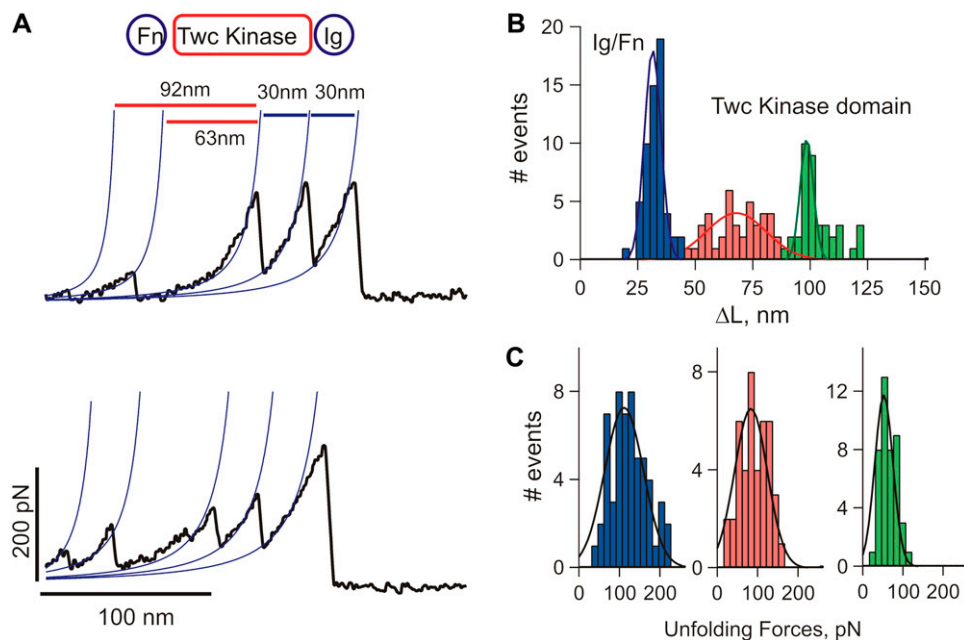 A
Fn Twc Kinase Ig
92nm 30nm 30nm
63nm
200 pN
100 nm
B
20
15
10
5
0
# events
Ig/Fn
Twc Kinase domain
0 25 50 75 100 125 150
ΔL, nm
C
# events
8
4
0
0 100 200
8
4
0
0 100 200
12
8
4
0
0 100 200
Unfolding Forces, pN